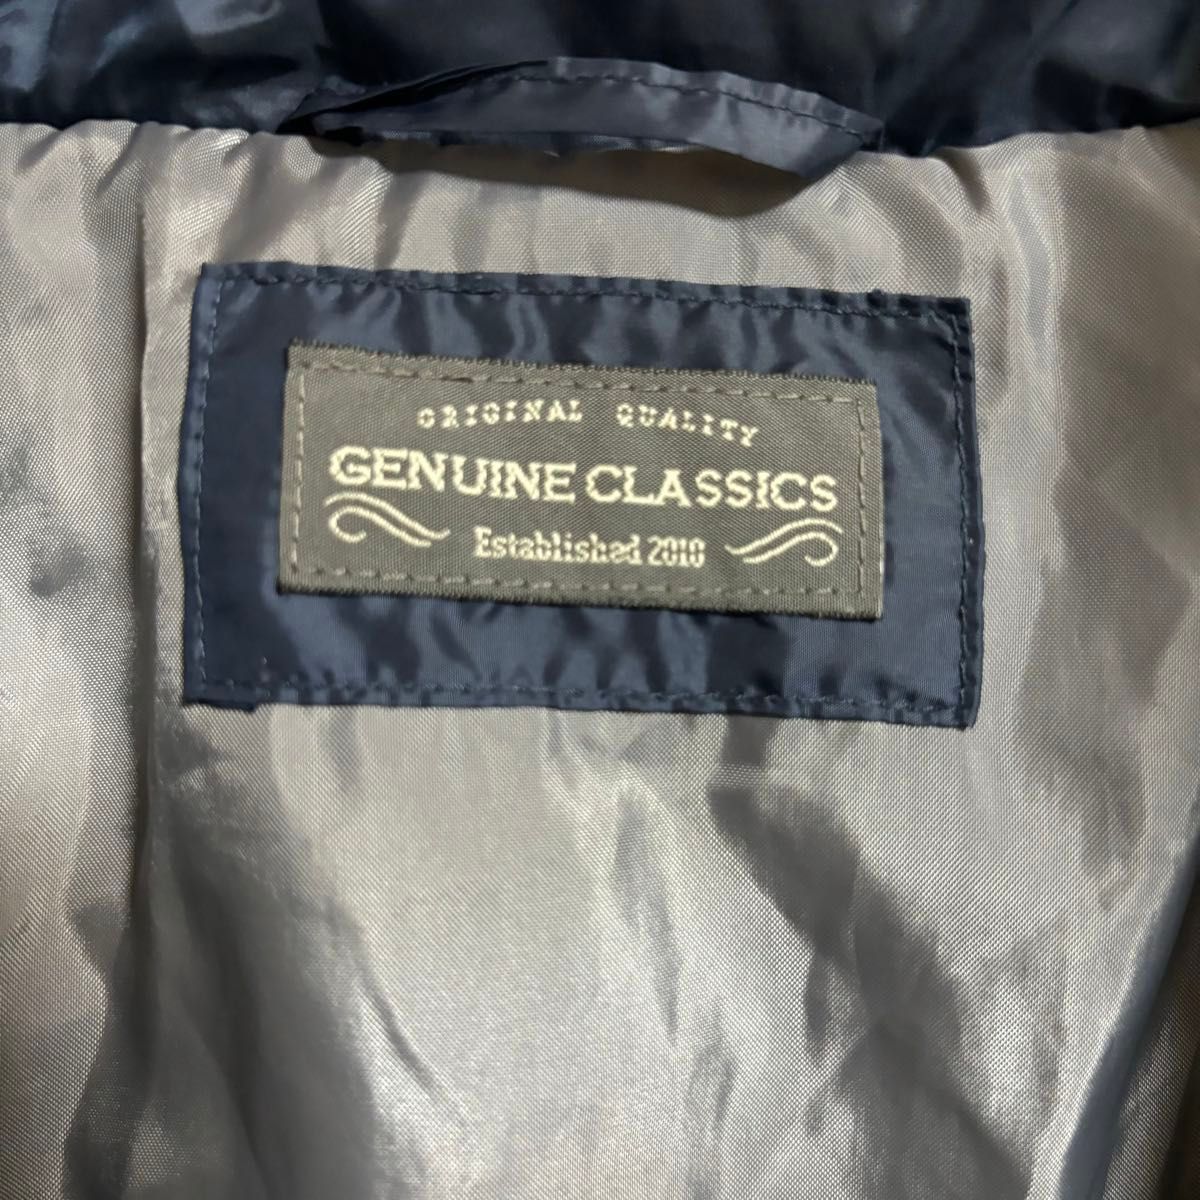 ORIGINAL QUALITY
GENUINE CLASSICS
Established 2010